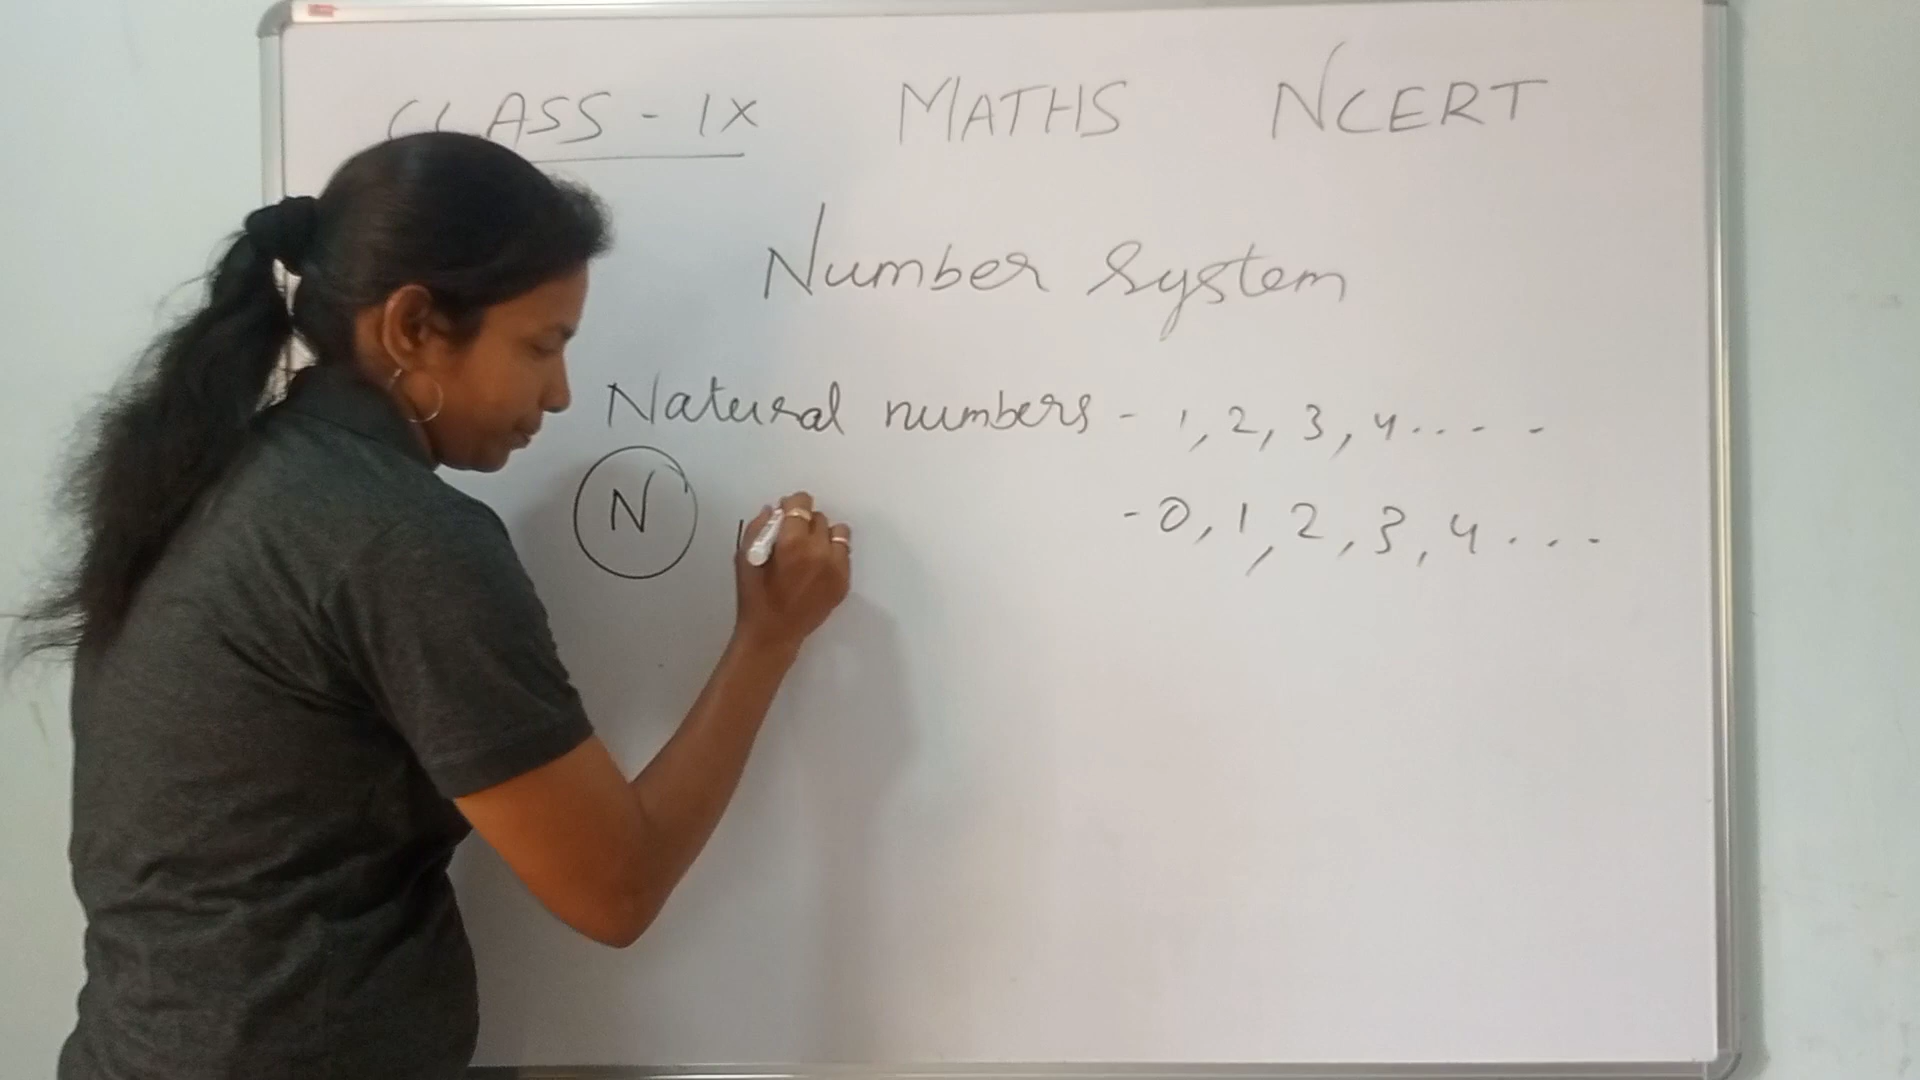 CLASS - IX MATHS NCERT
Number System
Natural numbers - 1, 2, 3, 4 .... -
N - 0, 1, 2, 3, 4 ...